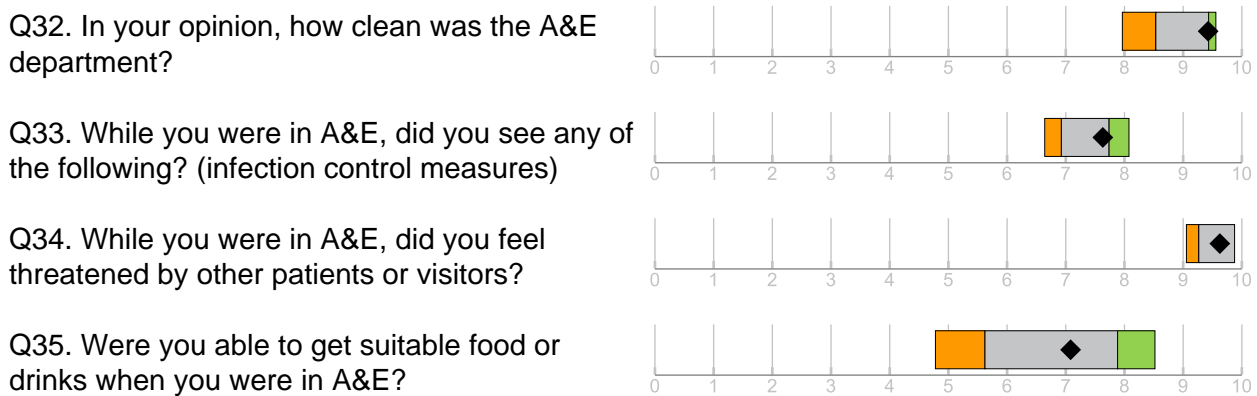 Q32. In your opinion, how clean was the A&E
department?
0 1 2 3 4 5 6 7 8 9 10
Q33. While you were in A&E, did you see any of
the following? (infection control measures)
0 1 2 3 4 5 6 7 8 9 10
Q34. While you were in A&E, did you feel
threatened by other patients or visitors?
0 1 2 3 4 5 6 7 8 9 10
Q35. Were you able to get suitable food or
drinks when you were in A&E?
0 1 2 3 4 5 6 7 8 9 10